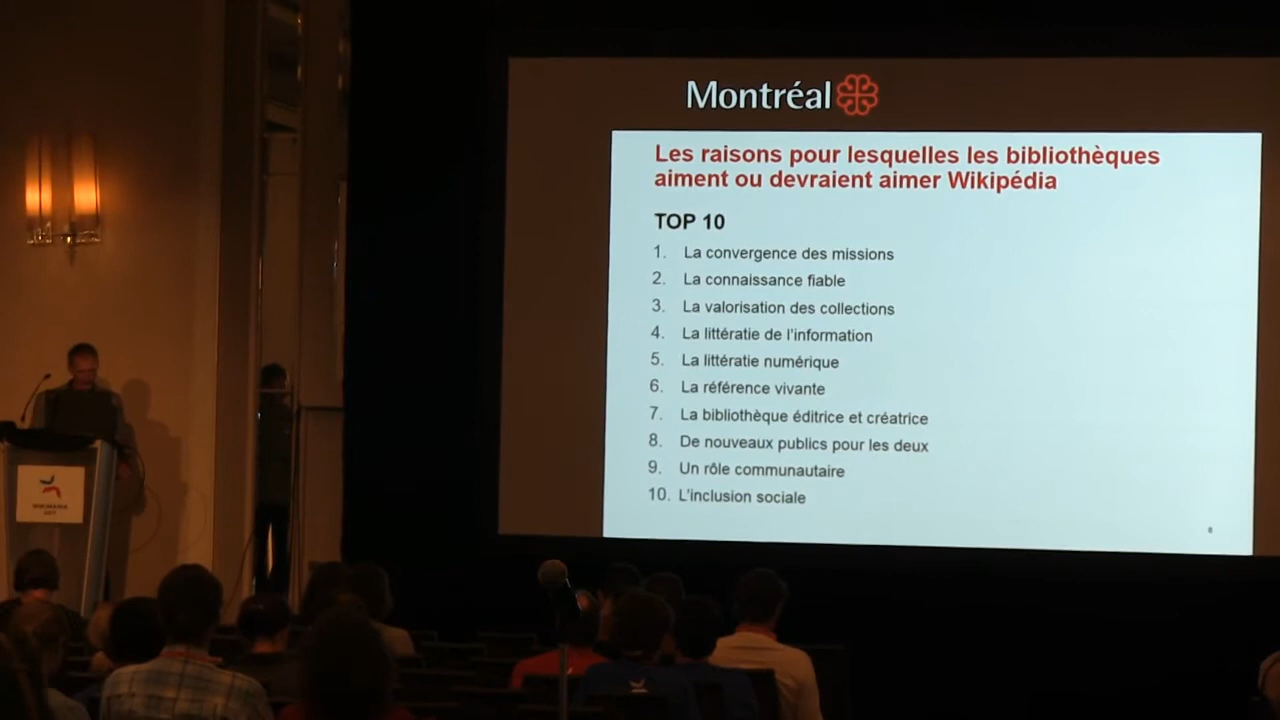 Montréal
Les raisons pour lesquelles les bibliothèques
aiment ou devraient aimer Wikipédia
TOP 10
1. La convergence des missions
2. La connaissance fiable
3. La valorisation des collections
4. La littératie de l'information
5. La littératie numérique
6. La référence vivante
7. La bibliothèque éditrice et créatrice
8. De nouveaux publics pour les deux
9. Un rôle communautaire
10. L'inclusion sociale
WIKIMANIA